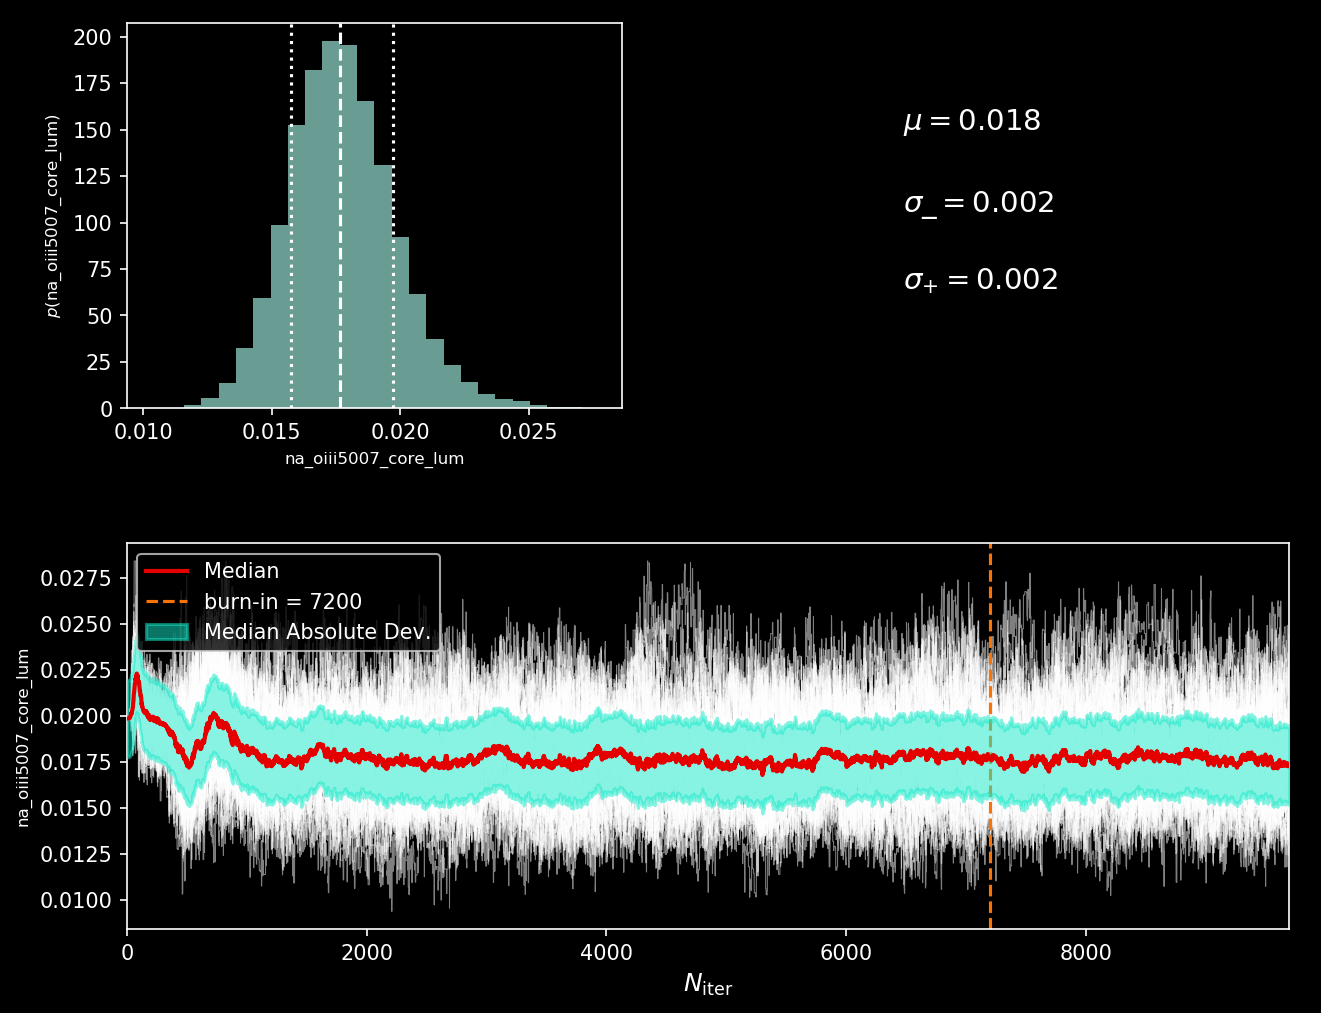 200
175
150
125
100
75
50
25
0
p(na_oiii5007_core_lum)
0.010 0.015 0.020 0.025
na_oiii5007_core_lum
μ = 0.018
σ₋ = 0.002
σ₊ = 0.002
0.0275
0.0250
0.0225
0.0200
0.0175
0.0150
0.0125
0.0100
na_oiii5007_core_lum
Median
burn-in = 7200
Median Absolute Dev.
0 2000 4000 6000 8000
N_iter